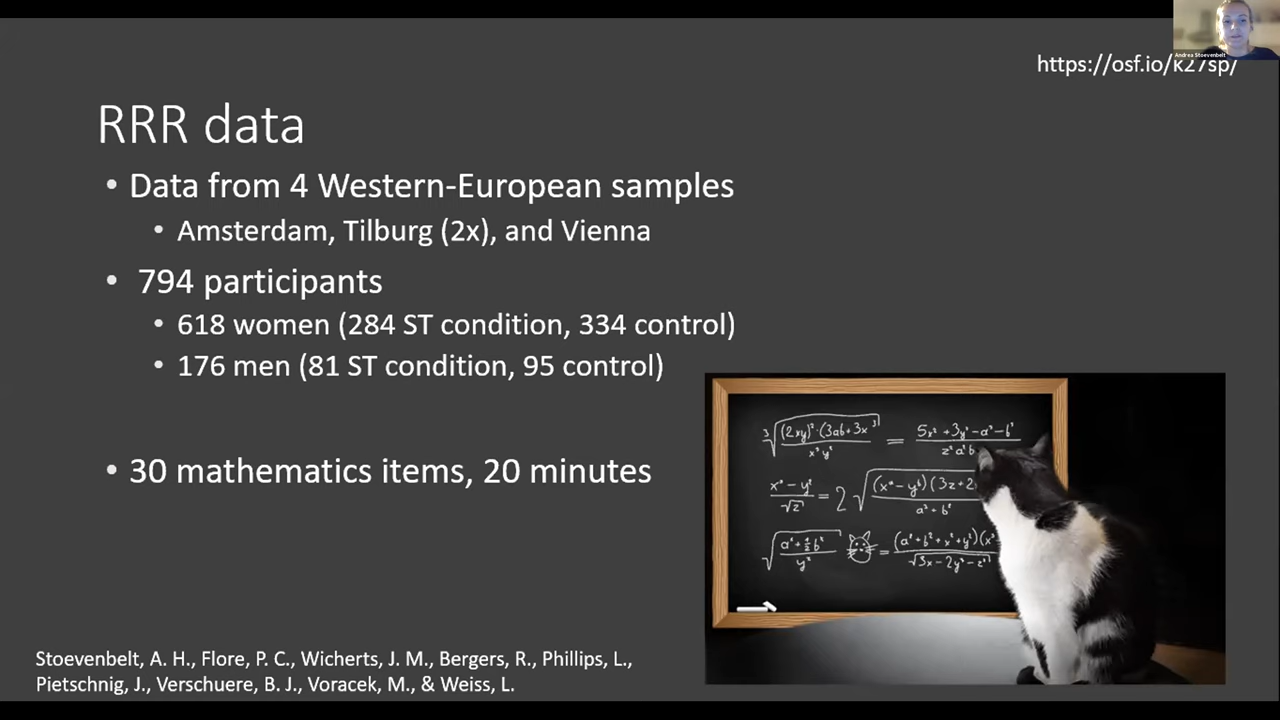 Andrea Stoevenbelt
https://osf.io/k27sp/
RRR data
• Data from 4 Western-European samples
• Amsterdam, Tilburg (2x), and Vienna
• 794 participants
• 618 women (284 ST condition, 334 control)
• 176 men (81 ST condition, 95 control)
• 30 mathematics items, 20 minutes
Stoevenbelt, A. H., Flore, P. C., Wicherts, J. M., Bergers, R., Phillips, L.,
Pietschnig, J., Verschuere, B. J., Voracek, M., & Weiss, L.